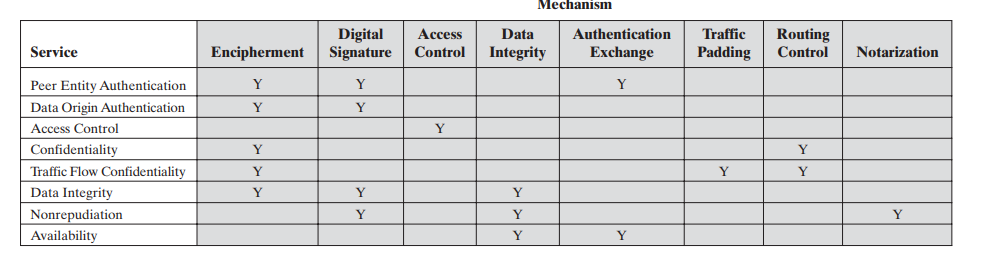 Mechanism
Service Encipherment Digital Signature Access Control Data Integrity Authentication Exchange Traffic Padding Routing Control Notarization
Peer Entity Authentication Y Y Y
Data Origin Authentication Y Y
Access Control Y
Confidentiality Y Y
Traffic Flow Confidentiality Y Y Y
Data Integrity Y Y Y
Nonrepudiation Y Y Y
Availability Y Y